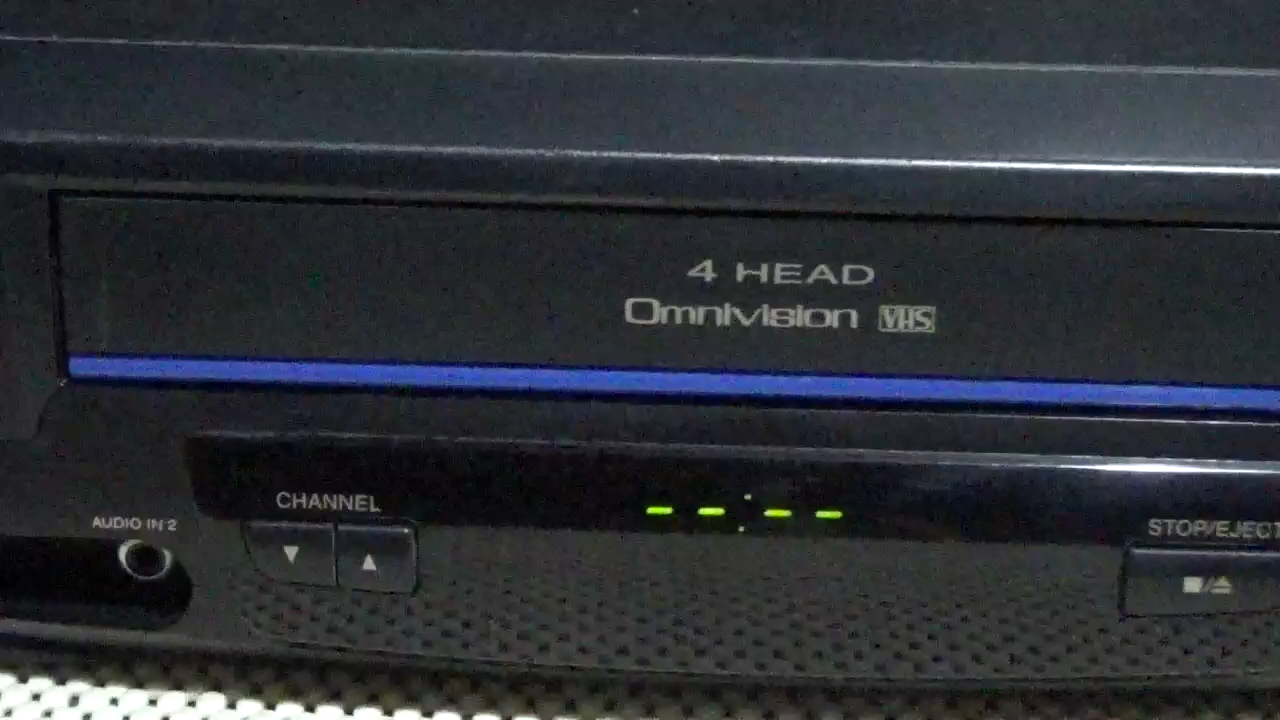 4 HEAD
Omnivision VHS
CHANNEL
AUDIO IN 2
▼ ▲
--:--
STOP/EJECT
■/⏏